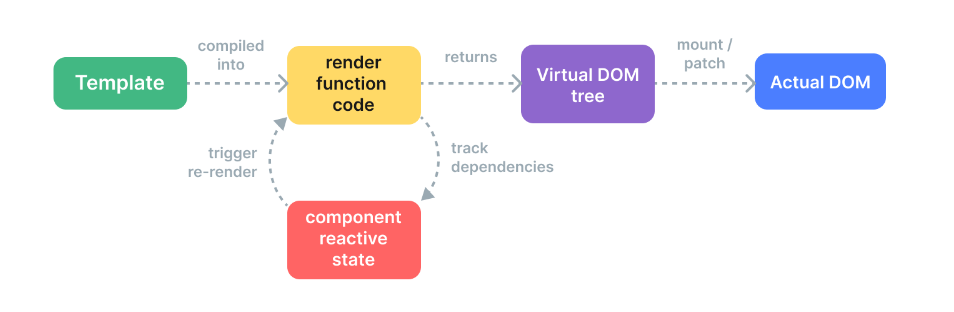 Template
compiled
into
render
function
code
returns
Virtual DOM
tree
mount /
patch
Actual DOM
trigger
re-render
track
dependencies
component
reactive
state